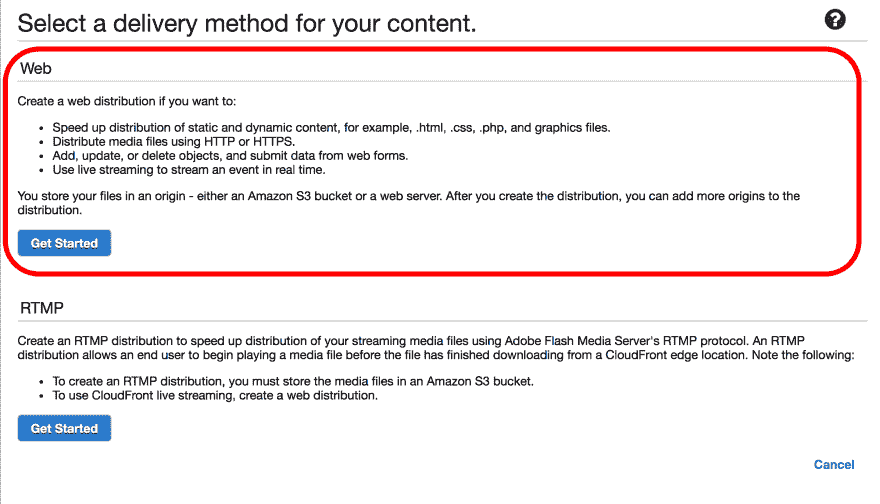 Select a delivery method for your content.
?
Web
Create a web distribution if you want to:
• Speed up distribution of static and dynamic content, for example, .html, .css, .php, and graphics files.
• Distribute media files using HTTP or HTTPS.
• Add, update, or delete objects, and submit data from web forms.
• Use live streaming to stream an event in real time.
You store your files in an origin - either an Amazon S3 bucket or a web server. After you create the distribution, you can add more origins to the
distribution.
Get Started
RTMP
Create an RTMP distribution to speed up distribution of your streaming media files using Adobe Flash Media Server's RTMP protocol. An RTMP
distribution allows an end user to begin playing a media file before the file has finished downloading from a CloudFront edge location. Note the following:
• To create an RTMP distribution, you must store the media files in an Amazon S3 bucket.
• To use CloudFront live streaming, create a web distribution.
Get Started
Cancel